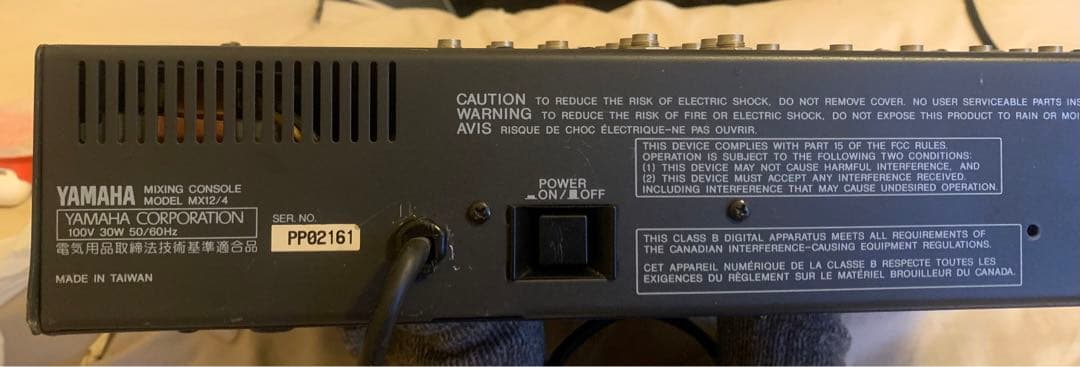 CAUTION TO REDUCE THE RISK OF ELECTRIC SHOCK, DO NOT REMOVE COVER. NO USER SERVICEABLE PARTS
WARNING TO REDUCE THE RISK OF FIRE OR ELECTRIC SHOCK, DO NOT EXPOSE THIS PRODUCT TO RAIN OR
AVIS RISQUE DE CHOC ÉLECTRIQUE-NE PAS OUVRIR.
THIS DEVICE COMPLIES WITH PART 15 OF THE FCC RULES.
OPERATION IS SUBJECT TO THE FOLLOWING TWO CONDITIONS:
(1) THIS DEVICE MAY NOT CAUSE HARMFUL INTERFERENCE, AND
(2) THIS DEVICE MUST ACCEPT ANY INTERFERENCE RECEIVED.
INCLUDING INTERFERENCE THAT MAY CAUSE UNDESIRED OPERATION.
YAMAHA MIXING CONSOLE
MODEL MX12/4
YAMAHA CORPORATION
100V 30W 50/60Hz
電気用品取締法技術基準適合品
MADE IN TAIWAN
SER. NO.
PP02161
POWER
ON / OFF
THIS CLASS B DIGITAL APPARATUS MEETS ALL REQUIREMENTS OF
THE CANADIAN INTERFERENCE-CAUSING EQUIPMENT REGULATIONS.
CET APPAREIL NUMÉRIQUE DE LA CLASSE B RESPECTE TOUTES LES
EXIGENCES DU RÈGLEMENT SUR LE MATÉRIEL BROUILLEUR DU CANADA.